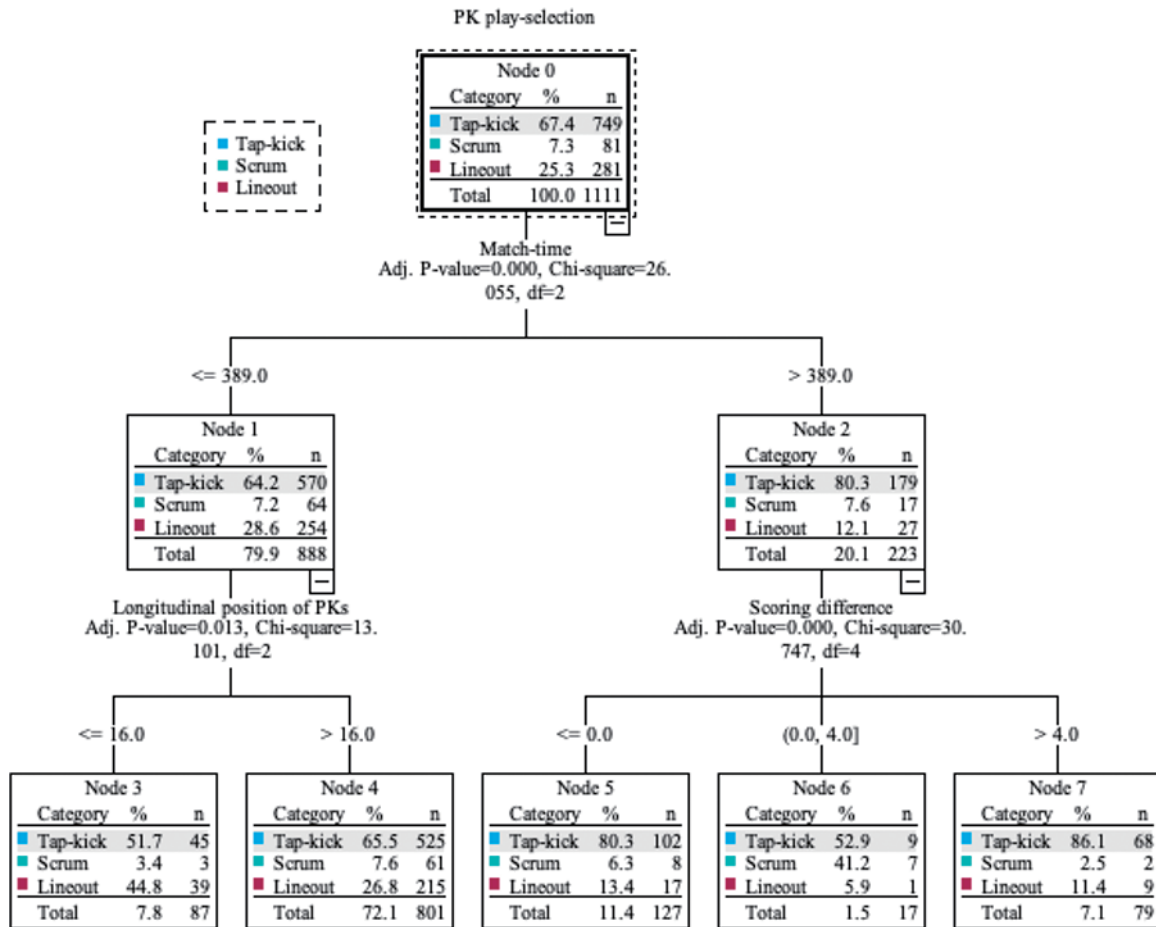 PK play-selection
Tap-kick
Scrum
Lineout
Node 0
Category % n
Tap-kick 67.4 749
Scrum 7.3 81
Lineout 25.3 281
Total 100.0 1111
Match-time
Adj. P-value=0.000, Chi-square=26.
055, df=2
<= 389.0
> 389.0
Node 1
Category % n
Tap-kick 64.2 570
Scrum 7.2 64
Lineout 28.6 254
Total 79.9 888
Node 2
Category % n
Tap-kick 80.3 179
Scrum 7.6 17
Lineout 12.1 27
Total 20.1 223
Longitudinal position of PKs
Adj. P-value=0.013, Chi-square=13.
101, df=2
Scoring difference
Adj. P-value=0.000, Chi-square=30.
747, df=4
<= 16.0
> 16.0
<= 0.0
(0.0, 4.0]
> 4.0
Node 3
Category % n
Tap-kick 51.7 45
Scrum 3.4 3
Lineout 44.8 39
Total 7.8 87
Node 4
Category % n
Tap-kick 65.5 525
Scrum 7.6 61
Lineout 26.8 215
Total 72.1 801
Node 5
Category % n
Tap-kick 80.3 102
Scrum 6.3 8
Lineout 13.4 17
Total 11.4 127
Node 6
Category % n
Tap-kick 52.9 9
Scrum 41.2 7
Lineout 5.9 1
Total 1.5 17
Node 7
Category % n
Tap-kick 86.1 68
Scrum 2.5 2
Lineout 11.4 9
Total 7.1 79